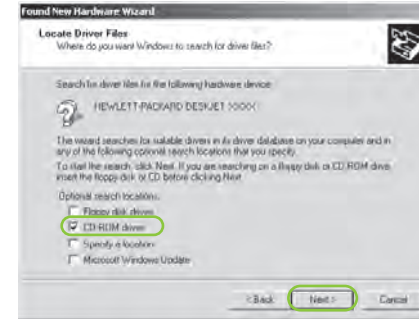 Found New Hardware Wizard
Locate Driver Files
Where do you want Windows to search for driver files?
Search for driver files for the following hardware device:
HEWLETT-PACKARD DESKJET XXXXX
The wizard searches for suitable drivers in its driver database on your computer and in
any of the following optional search locations that you specify.
To start the search, click Next. If you are searching on a floppy disk or CD-ROM drive,
insert the floppy disk or CD before clicking Next.
Optional search locations:
Floppy disk drives
CD-ROM drives
Specify a location
Microsoft Windows Update
< Back
Next >
Cancel